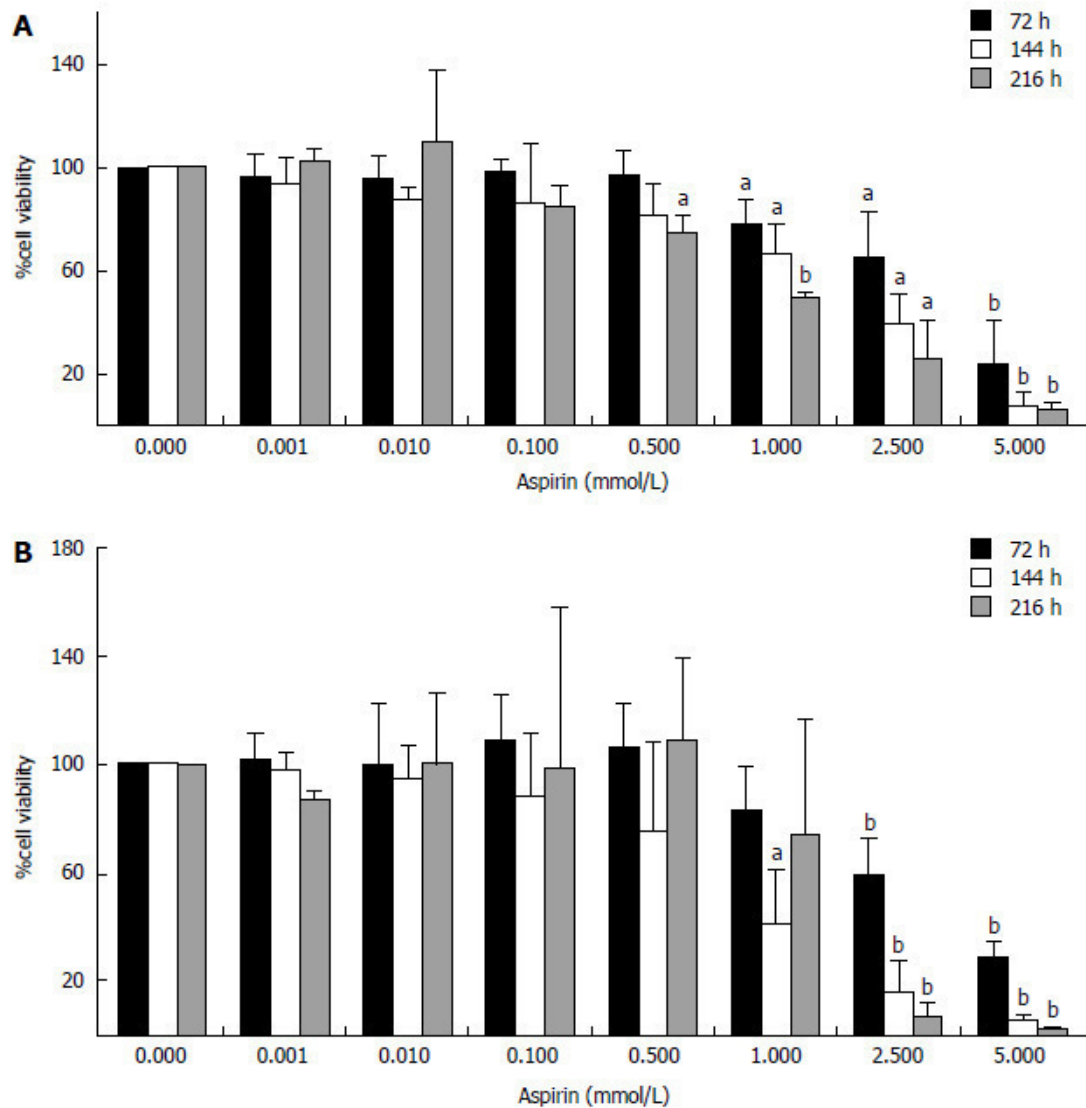 A
72 h
144 h
216 h
140
100
60
20
%cell viability
a
a
a
b
a
a
a
b
b
b
0.000 0.001 0.010 0.100 0.500 1.000 2.500 5.000
Aspirin (mmol/L)
B
72 h
144 h
216 h
180
140
100
60
20
%cell viability
a
b
b
b
b
b
b
0.000 0.001 0.010 0.100 0.500 1.000 2.500 5.000
Aspirin (mmol/L)